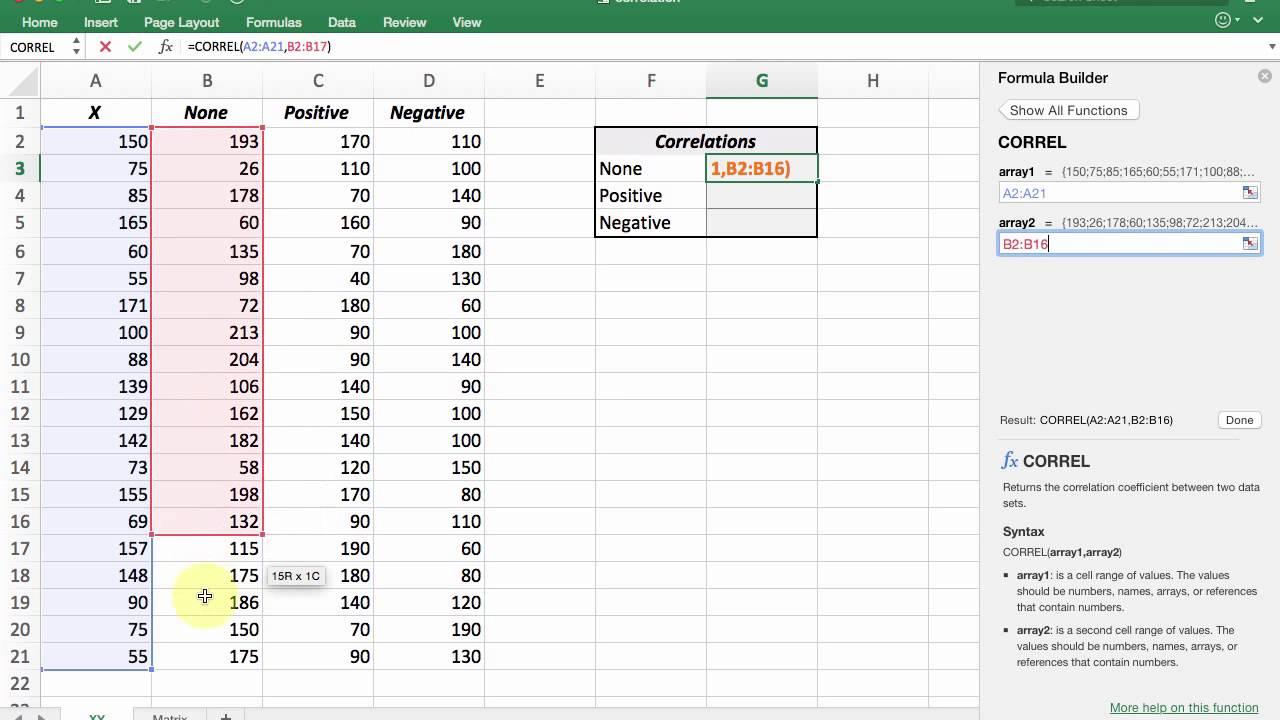 correlation
Home Insert Page Layout Formulas Data Review View
CORREL fx =CORREL(A2:A21,B2:B17)
A B C D E F G H
1 X None Positive Negative
2 150 193 170 110 Correlations
3 75 26 110 100 None 1,B2:B16)
4 85 178 70 140 Positive
5 165 60 160 90 Negative
6 60 135 70 180
7 55 98 40 130
8 171 72 180 60
9 100 213 90 100
10 88 204 90 140
11 139 106 140 90
12 129 162 150 100
13 142 182 140 100
14 73 58 120 150
15 155 198 170 80
16 69 132 90 110
17 157 115 190 60
18 148 175 15R x 1C 180 80
19 90 186 140 120
20 75 150 70 190
21 55 175 90 130
22
XY Matrix +
Formula Builder
Show All Functions
CORREL
array1 = {150;75;85;165;60;55;171;100;88;...
A2:A21
array2 = {193;26;178;60;135;98;72;213;204...
B2:B16
Result: CORREL(A2:A21,B2:B16) Done
fx CORREL
Returns the correlation coefficient between two data
sets.
Syntax
CORREL(array1,array2)
▪ array1: is a cell range of values. The values
should be numbers, names, arrays, or references
that contain numbers.
▪ array2: is a second cell range of values. The
values should be numbers, names, arrays, or
references that contain numbers.
More help on this function